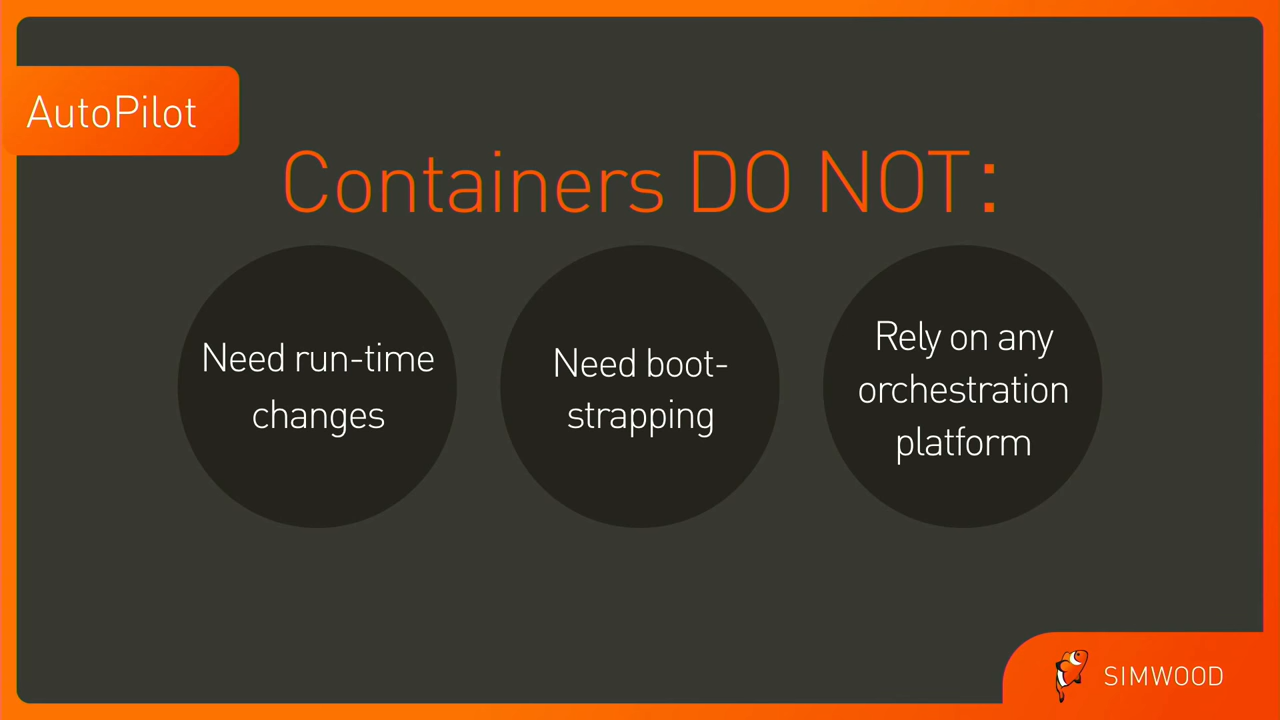 AutoPilot
Containers DO NOT:
Need run-time
changes
Need boot-
strapping
Rely on any
orchestration
platform
SIMWOOD